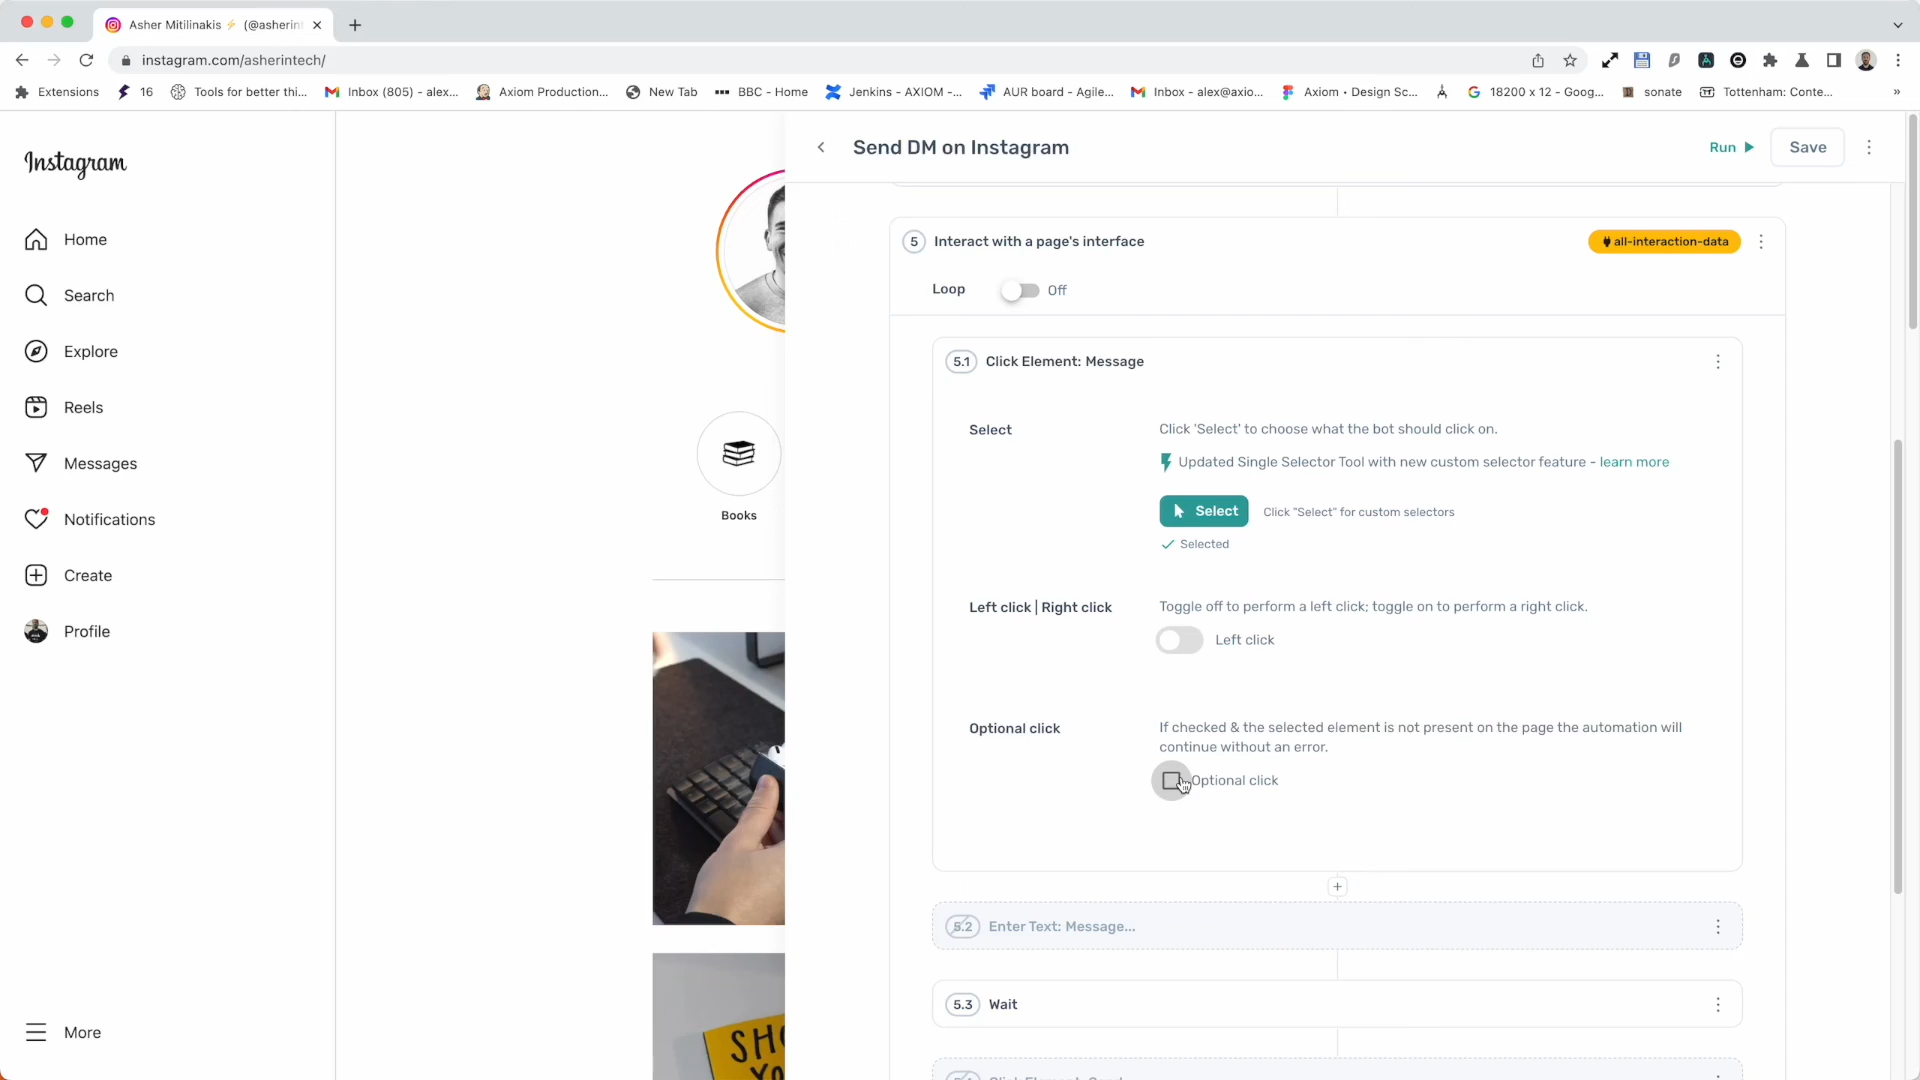 Asher Mitilinakis⚡ (@asherint
instagram.com/asherintech/
Extensions
16
Tools for better thi...
Inbox (805) - alex...
Axiom Production...
New Tab
BBC - Home
Jenkins - AXIOM -...
AUR board - Agile...
Inbox - alex@axio...
Axiom • Design Sc...
18200 x 12 - Goog...
sonate
Tottenham: Conte...
»
Instagram
Home
Search
Explore
Reels
Messages
Notifications
Create
Profile
More
Books
SHO
YO
Send DM on Instagram
Run
Save
5 Interact with a page's interface
all-interaction-data
Loop Off
5.1 Click Element: Message
Select
Click 'Select' to choose what the bot should click on.
Updated Single Selector Tool with new custom selector feature - learn more
Select
Click "Select" for custom selectors
Selected
Left click | Right click
Toggle off to perform a left click; toggle on to perform a right click.
Left click
Optional click
If checked & the selected element is not present on the page the automation will
continue without an error.
Optional click
5.2 Enter Text: Message...
5.3 Wait